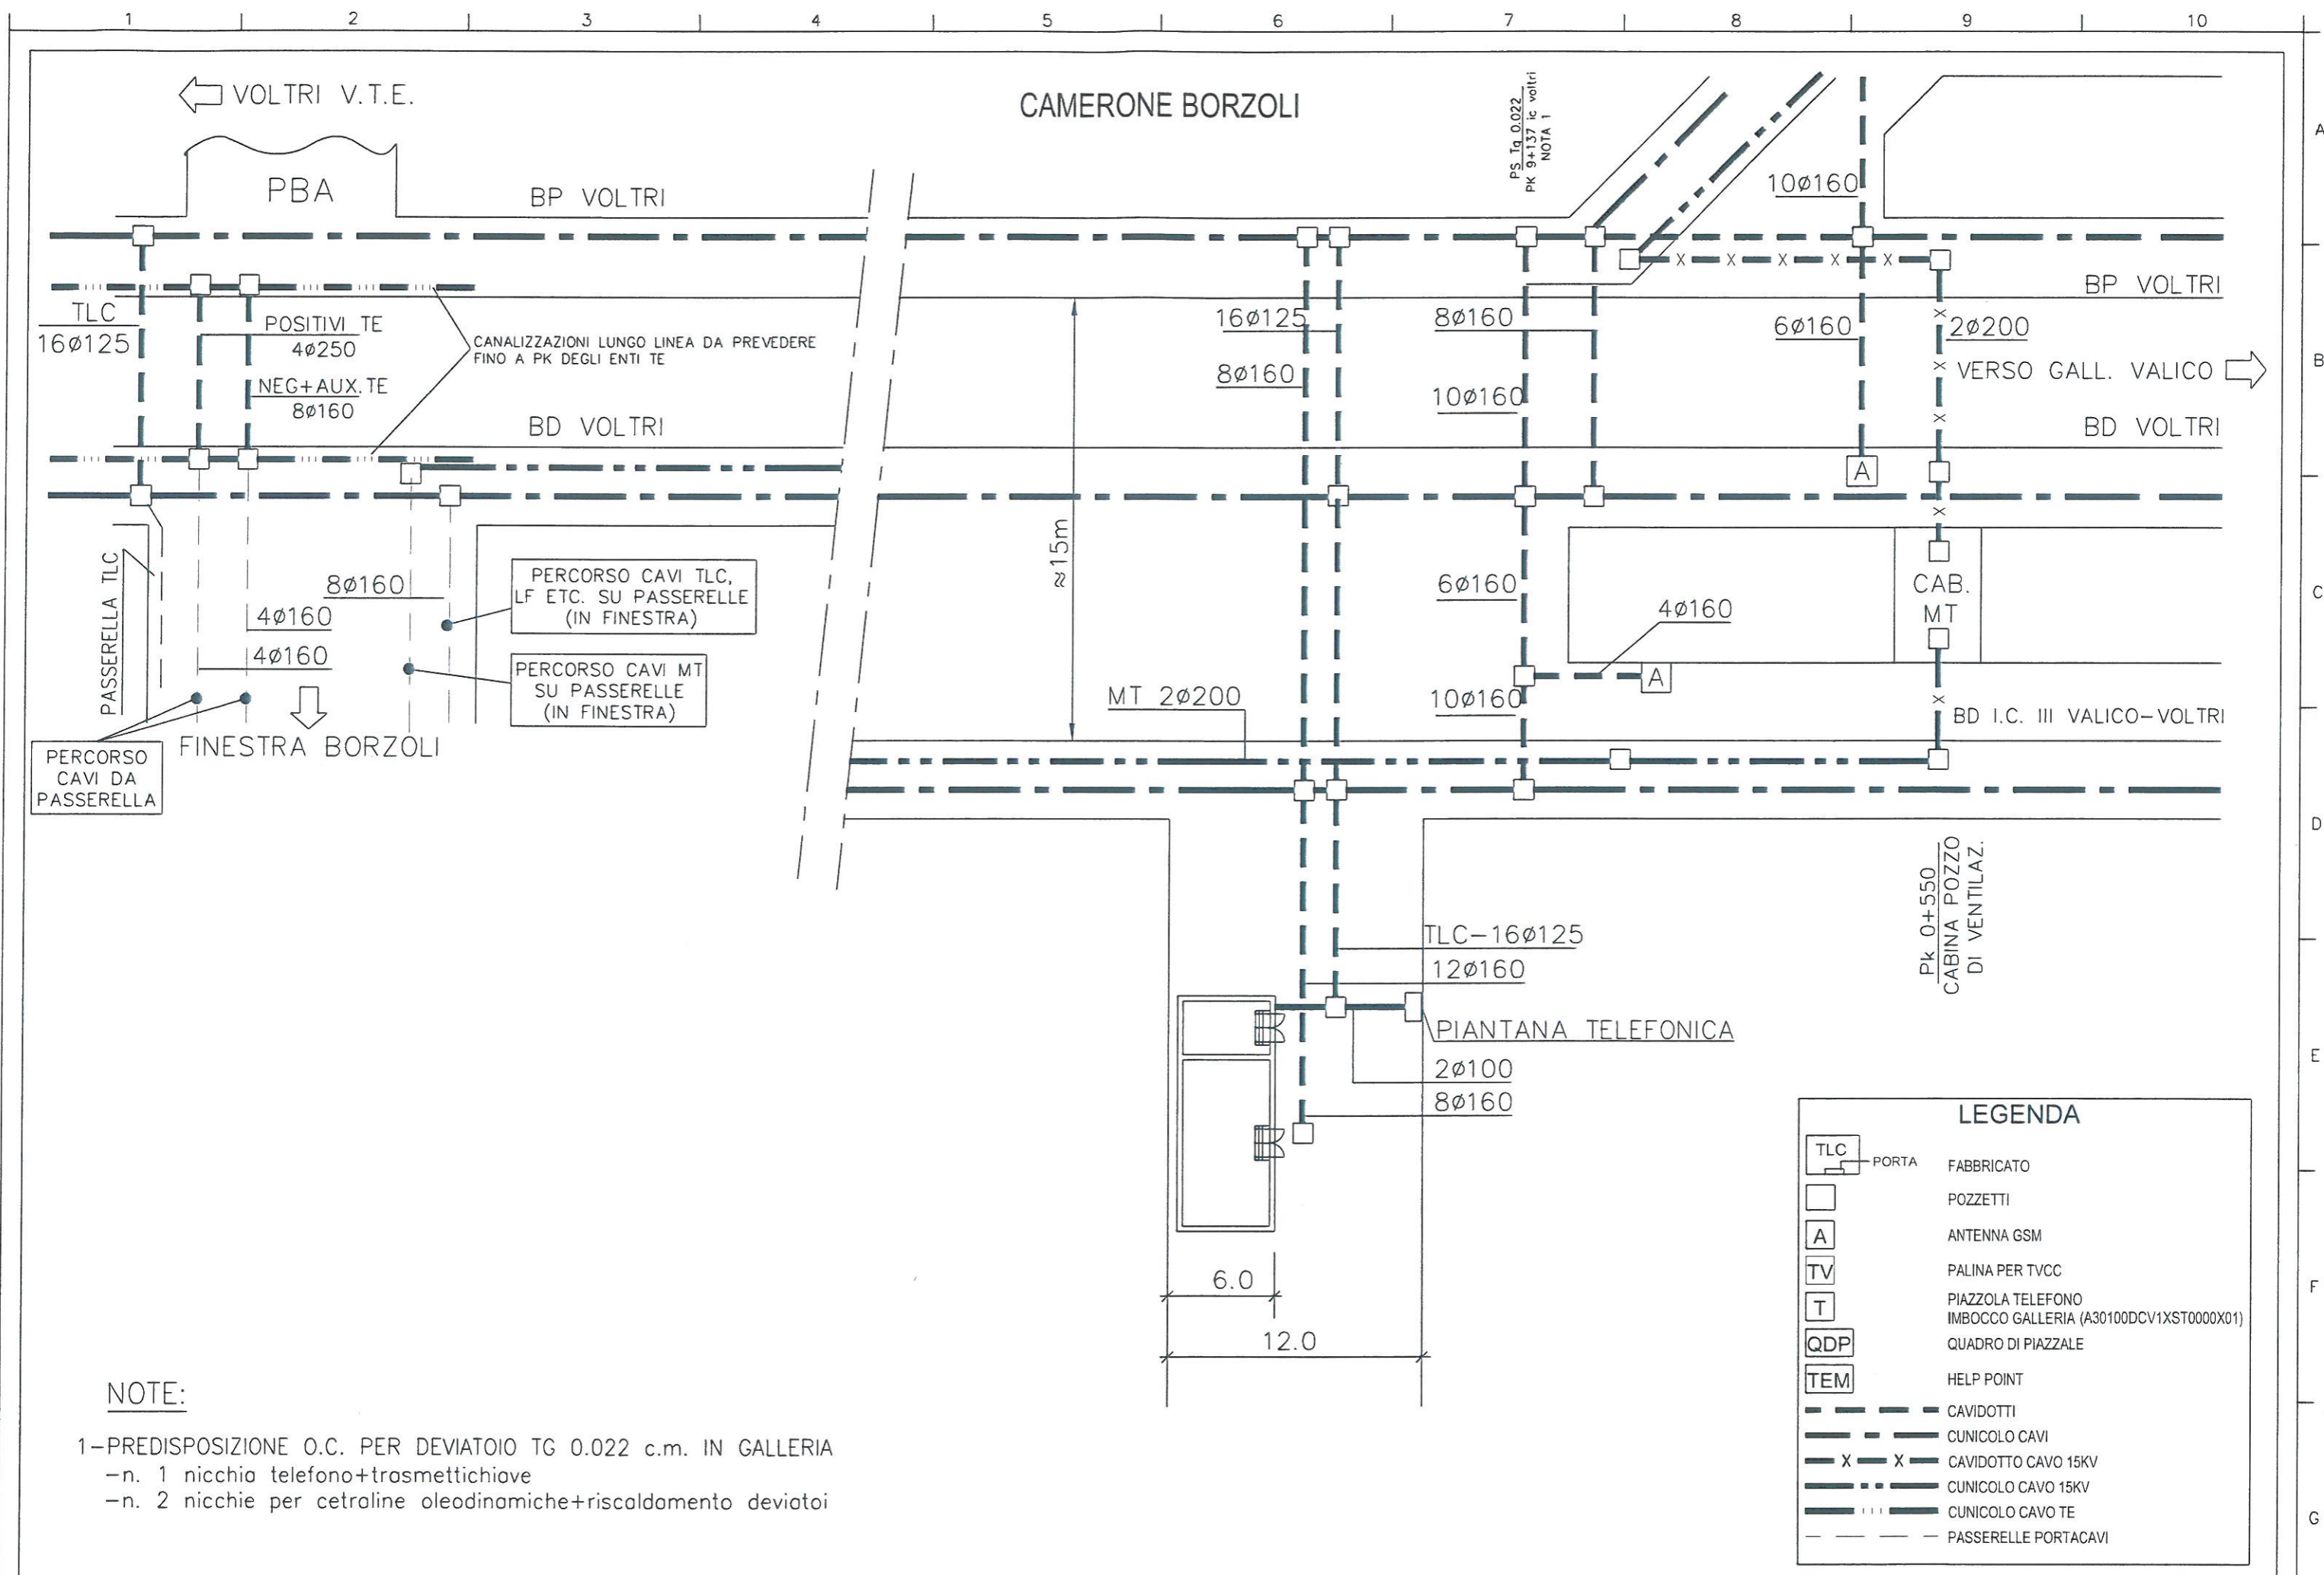 1 2 3 4 5 6 7 8 9 10
A
B
C
D
E
F
G
VOLTRI V.T.E.
CAMERONE BORZOLI
PBA
BP VOLTRI
PS Tg 0.022
PK 9+137 ic voltri
NOTA 1
10ø160
TLC
16ø125
POSITIVI TE
4ø250
NEG+AUX.TE
8ø160
CANALIZZAZIONI LUNGO LINEA DA PREVEDERE
FINO A PK DEGLI ENTI TE
BD VOLTRI
16ø125
8ø160
8ø160
10ø160
6ø160
BP VOLTRI
2ø200
VERSO GALL. VALICO
BD VOLTRI
A
PASSERELLA TLC
8ø160
4ø160
4ø160
PERCORSO CAVI TLC,
LF ETC. SU PASSERELLE
(IN FINESTRA)
PERCORSO CAVI MT
SU PASSERELLE
(IN FINESTRA)
FINESTRA BORZOLI
PERCORSO
CAVI DA
PASSERELLA
≈15m
MT 2ø200
6ø160
4ø160
10ø160
A
CAB.
MT
BD I.C. III VALICO-VOLTRI
Pk 0+550
CABINA POZZO
DI VENTILAZ.
TLC-16ø125
12ø160
PIANTANA TELEFONICA
2ø100
8ø160
6.0
12.0
NOTE:
1-PREDISPOSIZIONE O.C. PER DEVIATOIO TG 0.022 c.m. IN GALLERIA
-n. 1 nicchia telefono+trasmettichiave
-n. 2 nicchie per cetraline oleodinamiche+riscaldamento deviatoi
LEGENDA
TLC PORTA FABBRICATO
POZZETTI
A ANTENNA GSM
TV PALINA PER TVCC
T PIAZZOLA TELEFONO
IMBOCCO GALLERIA (A30100DCV1XST0000X01)
QDP QUADRO DI PIAZZALE
TEM HELP POINT
CAVIDOTTI
CUNICOLO CAVI
X X CAVIDOTTO CAVO 15KV
CUNICOLO CAVO 15KV
CUNICOLO CAVO TE
PASSERELLE PORTACAVI